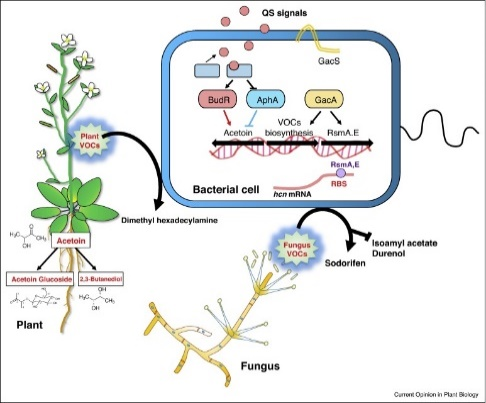 QS signals
GacS
BudR
AphA
GacA
VOCs
Acetoin
biosynthesis
RsmA,E
RsmA,E
RBS
hcn mRNA
Bacterial cell
Plant
VOCs
Dimethyl hexadecylamine
Acetoin
Acetoin Glucoside
2,3-Butanediol
Plant
Fungus
VOCs
Isoamyl acetate
Durenol
Sodorifen
Fungus
Current Opinion in Plant Biology